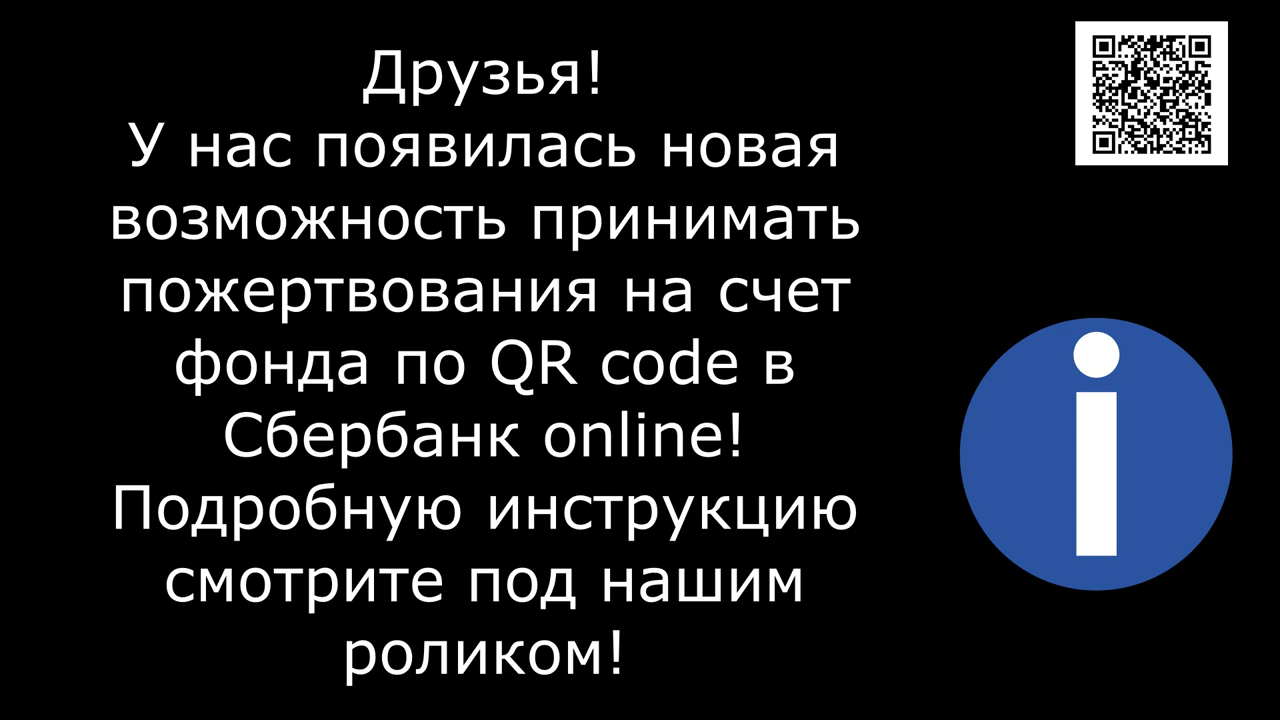 Друзья!
У нас появилась новая
возможность принимать
пожертвования на счет
фонда по QR code в
Сбербанк online!
Подробную инструкцию
смотрите под нашим
роликом!